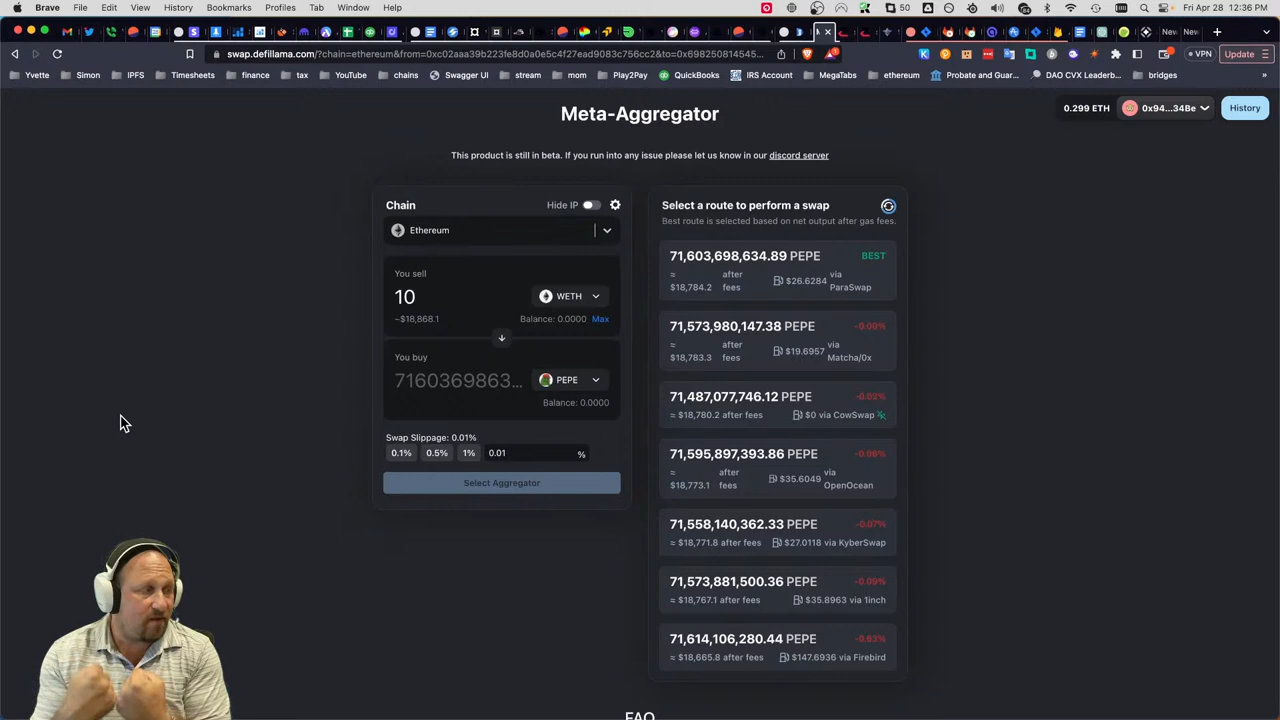 Brave File Edit View History Bookmarks Profiles Tab Window Help 50 Fri Apr 28 12:36 PM
New New
swap.defillama.com/?chain=ethereum&from=0xc02aaa39b223fe8d0a0e5c4f27ead9083c756cc2&to=0x698250814545... VPN Update
Yvette Simon IPFS Timesheets finance tax YouTube chains Swagger UI stream mom Play2Pay QuickBooks IRS Account MegaTabs ethereum Probate and Guar... DAO CVX Leaderb... bridges »
0.299 ETH 0x94...34Be History
Meta-Aggregator
This product is still in beta. If you run into any issue please let us know in our discord server
Chain Hide IP
Ethereum
You sell
10 WETH
~$18,868.1 Balance: 0.0000 Max
You buy
7160369863... PEPE
Balance: 0.0000
Swap Slippage: 0.01%
0.1% 0.5% 1% 0.01 %
Select Aggregator
Select a route to perform a swap
Best route is selected based on net output after gas fees.
71,603,698,634.89 PEPE BEST
≈ $18,784.2 after fees $26.6284 via ParaSwap
71,573,980,147.38 PEPE -0.00%
≈ $18,783.3 after fees $19.6957 via Matcha/0x
71,487,077,746.12 PEPE -0.02%
≈ $18,780.2 after fees $0 via CowSwap
71,595,897,393.86 PEPE -0.06%
≈ $18,773.1 after fees $35.6049 via OpenOcean
71,558,140,362.33 PEPE -0.07%
≈ $18,771.8 after fees $27.0118 via KyberSwap
71,573,881,500.36 PEPE -0.09%
≈ $18,767.1 after fees $35.8963 via 1inch
71,614,106,280.44 PEPE -0.63%
≈ $18,665.8 after fees $147.6936 via Firebird
FAQ